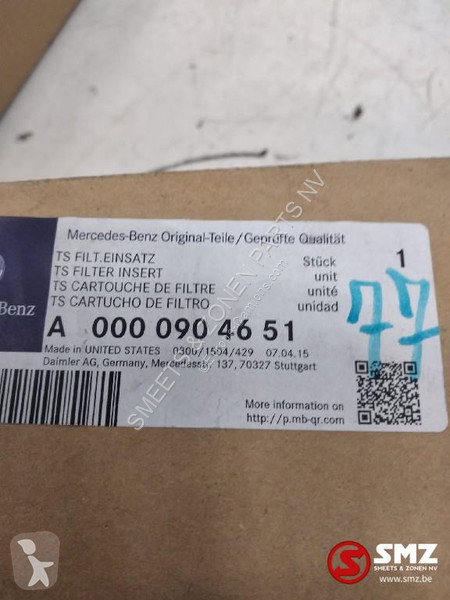 Mercedes-Benz Original-Teile/Geprüfte Qualität
TS FILT.EINSATZ
TS FILTER INSERT
TS CARTOUCHE DE FILTRE
TS CARTUCHO DE FILTRO
Stück 1
unit
unité
unidad
77
Benz
A 000 090 46 51
Made in UNITED STATES 0300/1504/429 07.04.15
Daimler AG, Germany, Mercedesstr. 137, 70327 Stuttgart
More information on
http://p.mb-qr.com
SMEETS & ZONEN PARTS NV
SMZ
SMEETS & ZONEN NV
www.smz.be